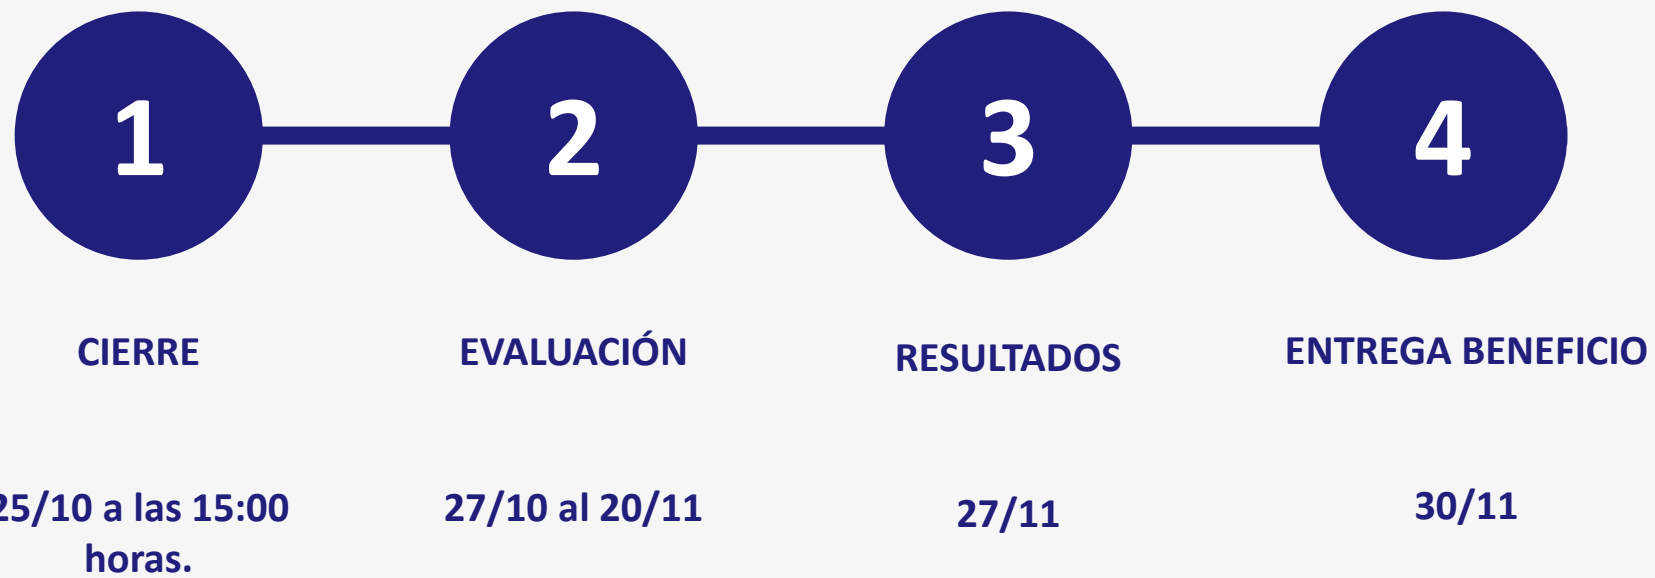 1
2
3
4
CIERRE
EVALUACIÓN
RESULTADOS
ENTREGA BENEFICIO
25/10 a las 15:00
horas.
27/10 al 20/11
27/11
30/11